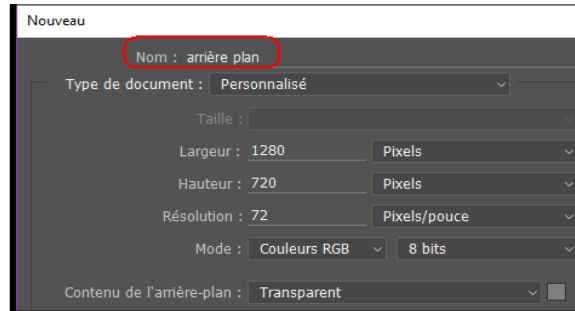 Nouveau
Nom : arrière plan
Type de document : Personnalisé
Taille :
Largeur : 1280 Pixels
Hauteur : 720 Pixels
Résolution : 72 Pixels/pouce
Mode : Couleurs RGB 8 bits
Contenu de l'arrière-plan : Transparent